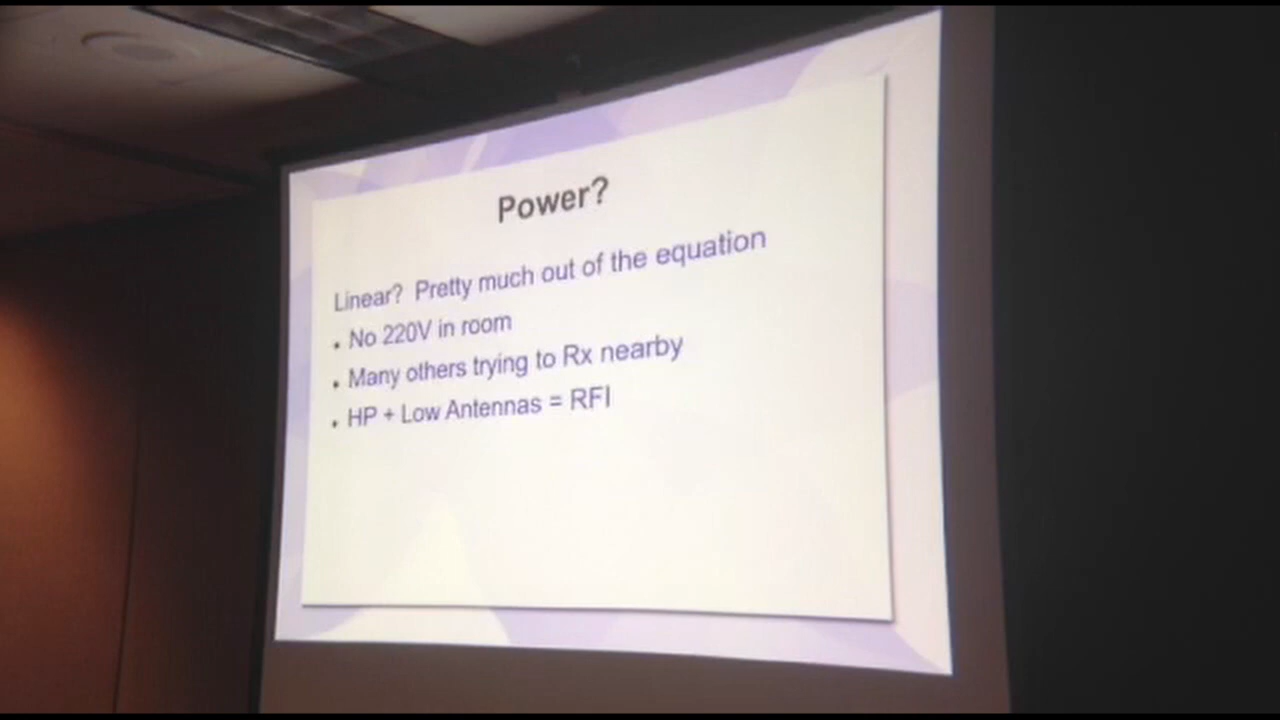 Power?
Linear? Pretty much out of the equation
• No 220V in room
• Many others trying to Rx nearby
• HP + Low Antennas = RFI